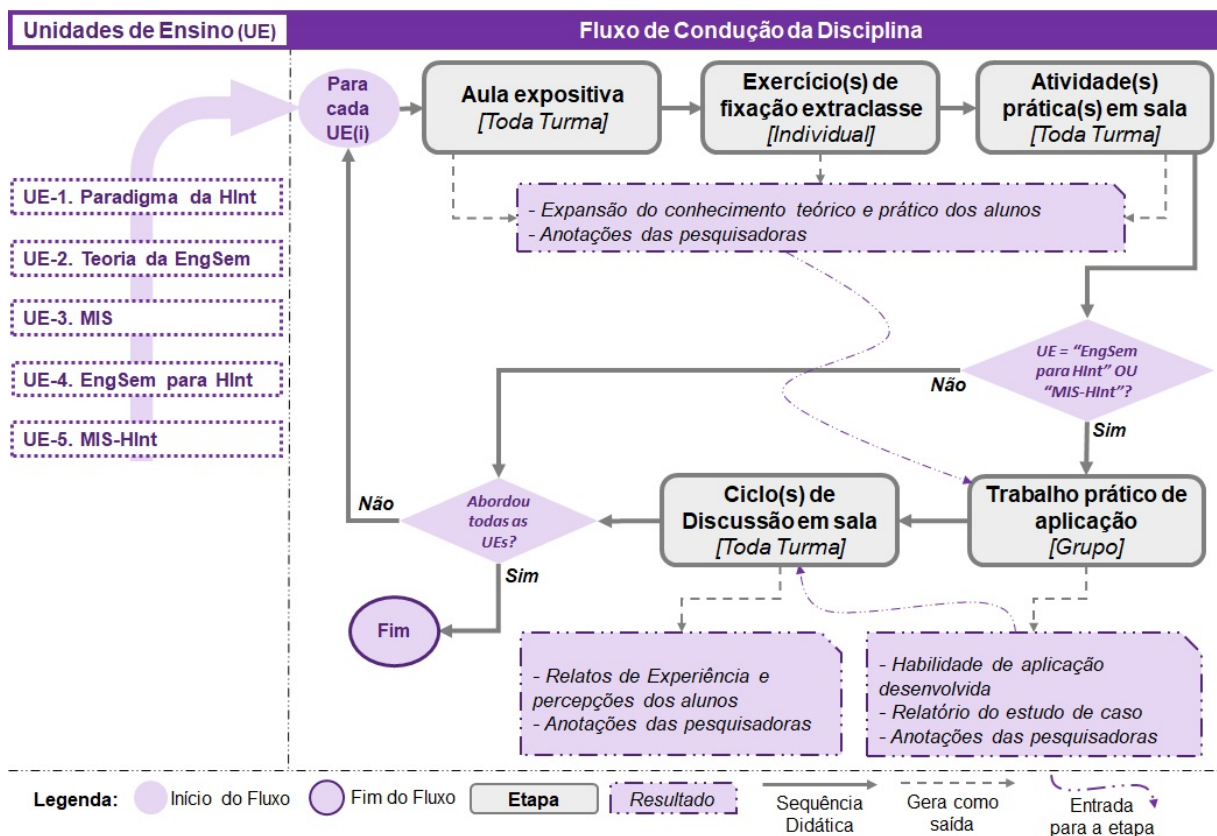 Unidades de Ensino (UE)
Fluxo de Condução da Disciplina
UE-1. Paradigma da HInt
UE-2. Teoria da EngSem
UE-3. MIS
UE-4. EngSem para HInt
UE-5. MIS-HInt
Para
cada
UE(i)
Aula expositiva
[Toda Turma]
Exercício(s) de
fixação extraclasse
[Individual]
Atividade(s)
prática(s) em sala
[Toda Turma]
- Expansão do conhecimento teórico e prático dos alunos
- Anotações das pesquisadoras
UE = “EngSem
para HInt” OU
“MIS-HInt”?
Não
Sim
Trabalho prático de
aplicação
[Grupo]
Ciclo(s) de
Discussão em sala
[Toda Turma]
Abordou
todas as
UEs?
Não
Sim
Fim
- Relatos de Experiência e
percepções dos alunos
- Anotações das pesquisadoras
- Habilidade de aplicação
desenvolvida
- Relatório do estudo de caso
- Anotações das pesquisadoras
Legenda:
Início do Fluxo
Fim do Fluxo
Etapa
Resultado
Sequência
Didática
Gera como
saída
Entrada
para a etapa